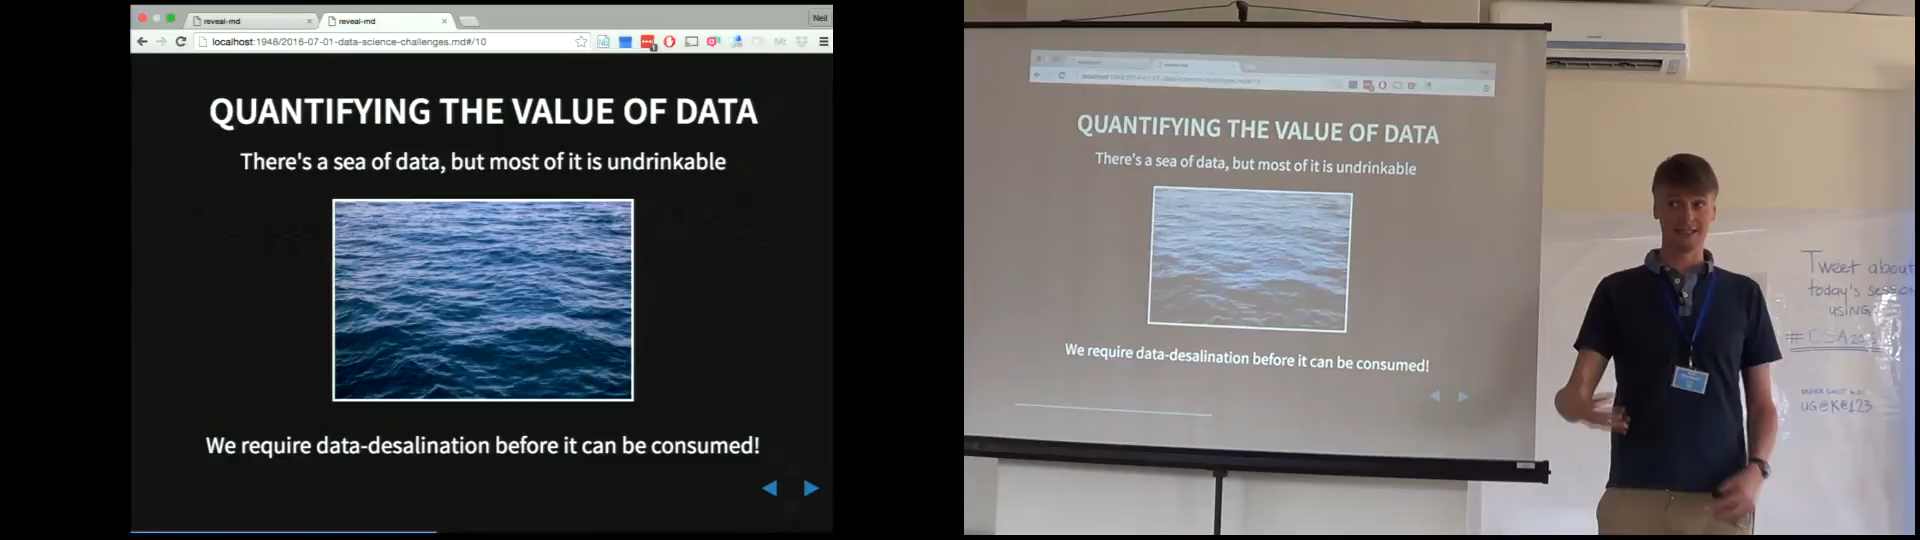 reveal-md
reveal-md
Neil
localhost:1948/2016-07-01-data-science-challenges.md#/10
QUANTIFYING THE VALUE OF DATA
There's a sea of data, but most of it is undrinkable
We require data-desalination before it can be consumed!
QUANTIFYING THE VALUE OF DATA
There's a sea of data, but most of it is undrinkable
We require data-desalination before it can be consumed!
Tweet about
today's session
USING